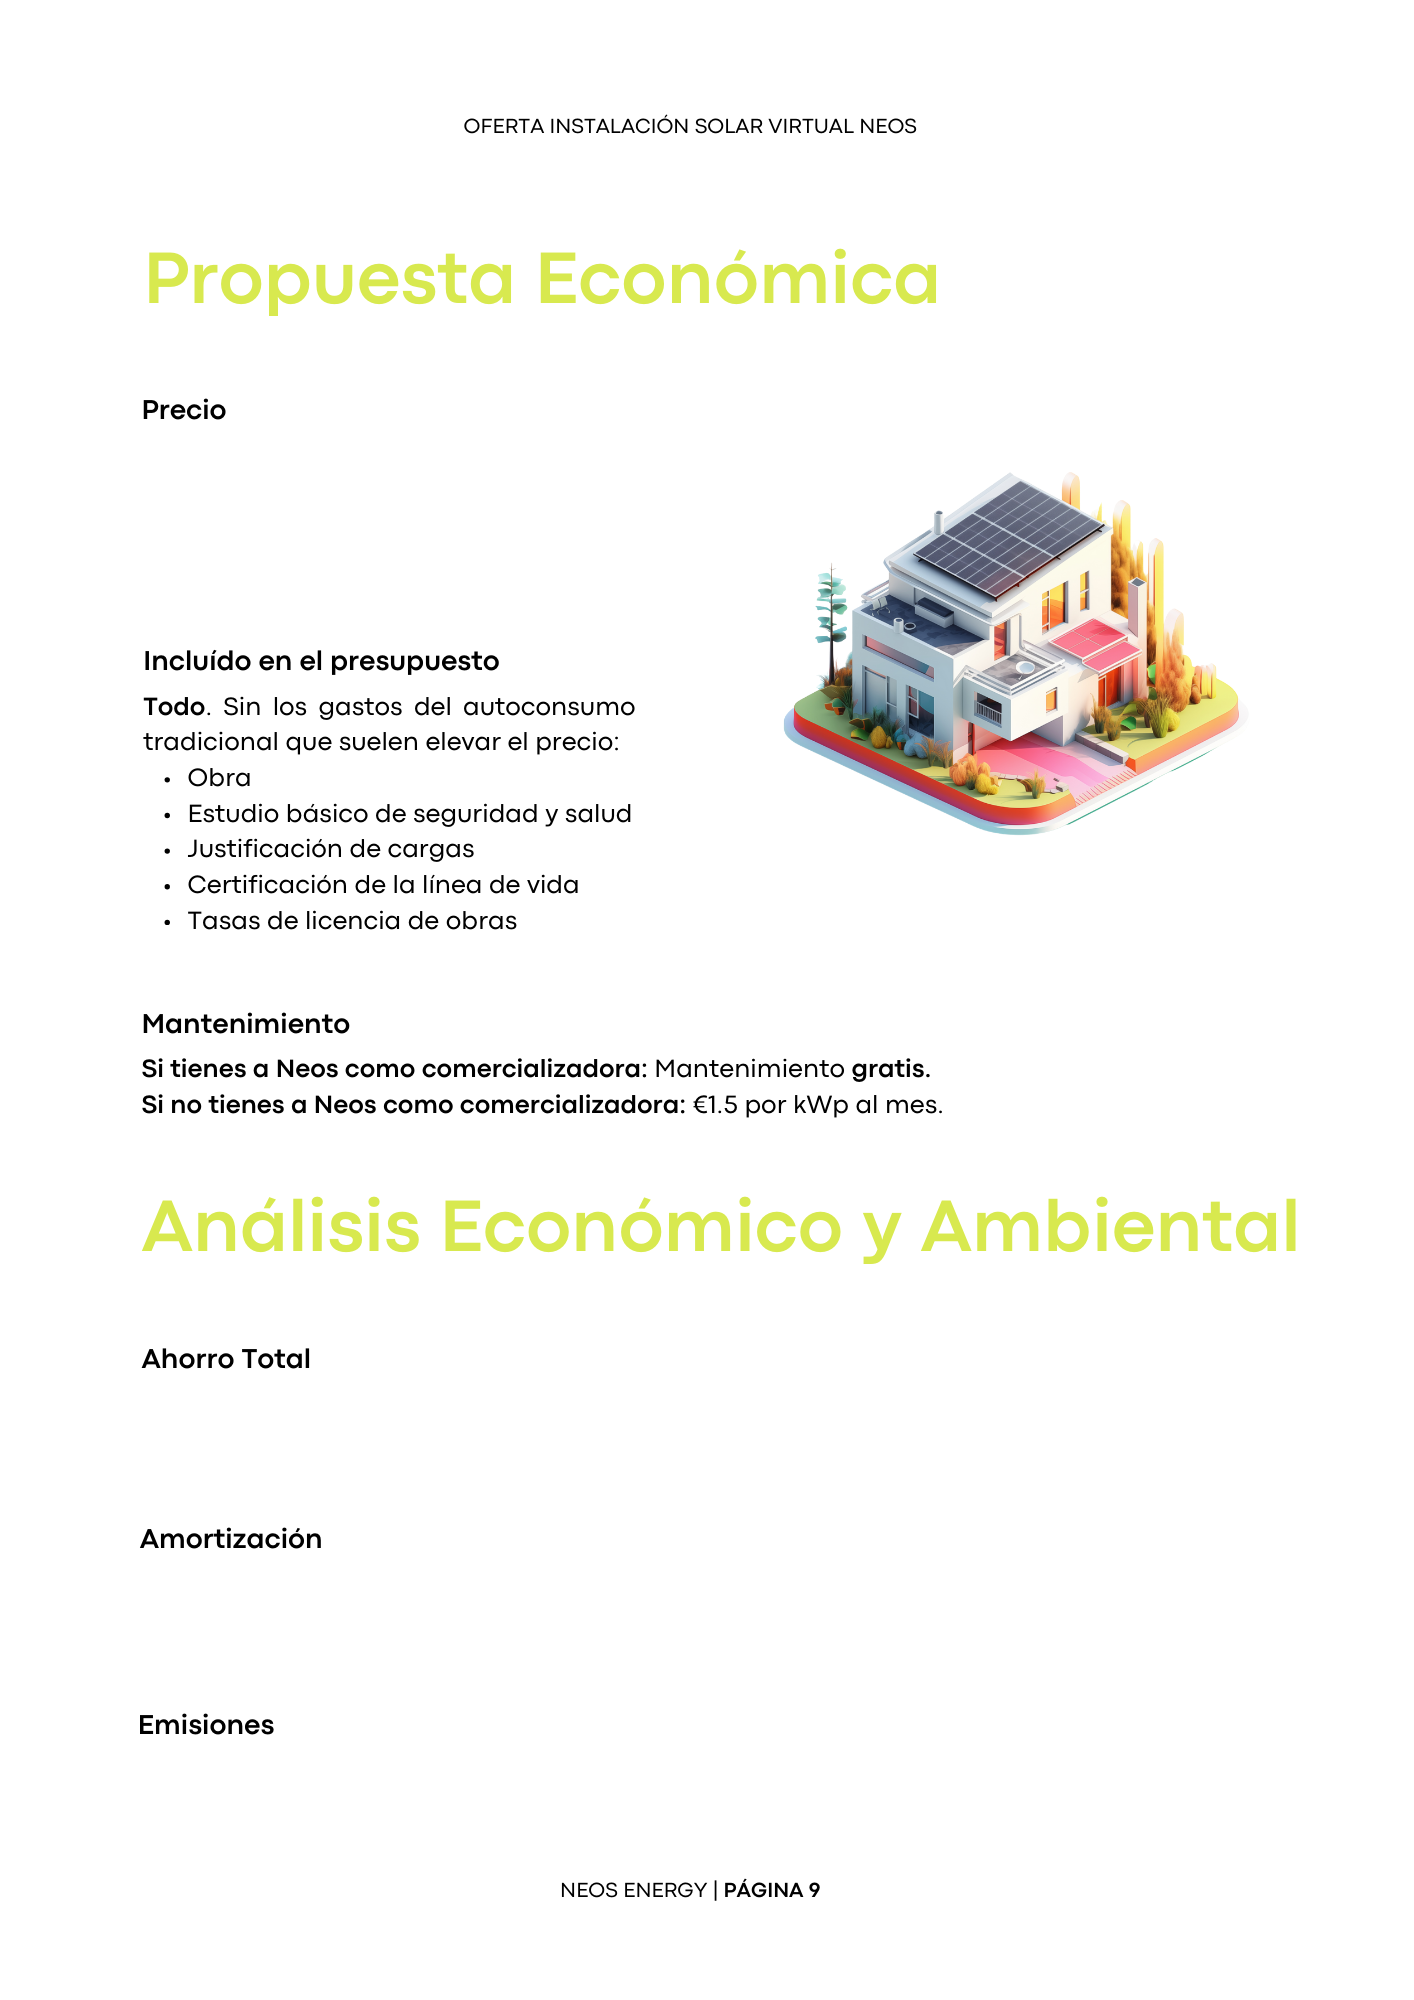 OFERTA INSTALACIÓN SOLAR VIRTUAL NEOS
Propuesta Económica
Precio
Incluído en el presupuesto
Todo. Sin los gastos del autoconsumo
tradicional que suelen elevar el precio:
• Obra
• Estudio básico de seguridad y salud
• Justificación de cargas
• Certificación de la línea de vida
• Tasas de licencia de obras
Mantenimiento
Si tienes a Neos como comercializadora: Mantenimiento gratis.
Si no tienes a Neos como comercializadora: €1.5 por kWp al mes.
Análisis Económico y Ambiental
Ahorro Total
Amortización
Emisiones
NEOS ENERGY | PÁGINA 9